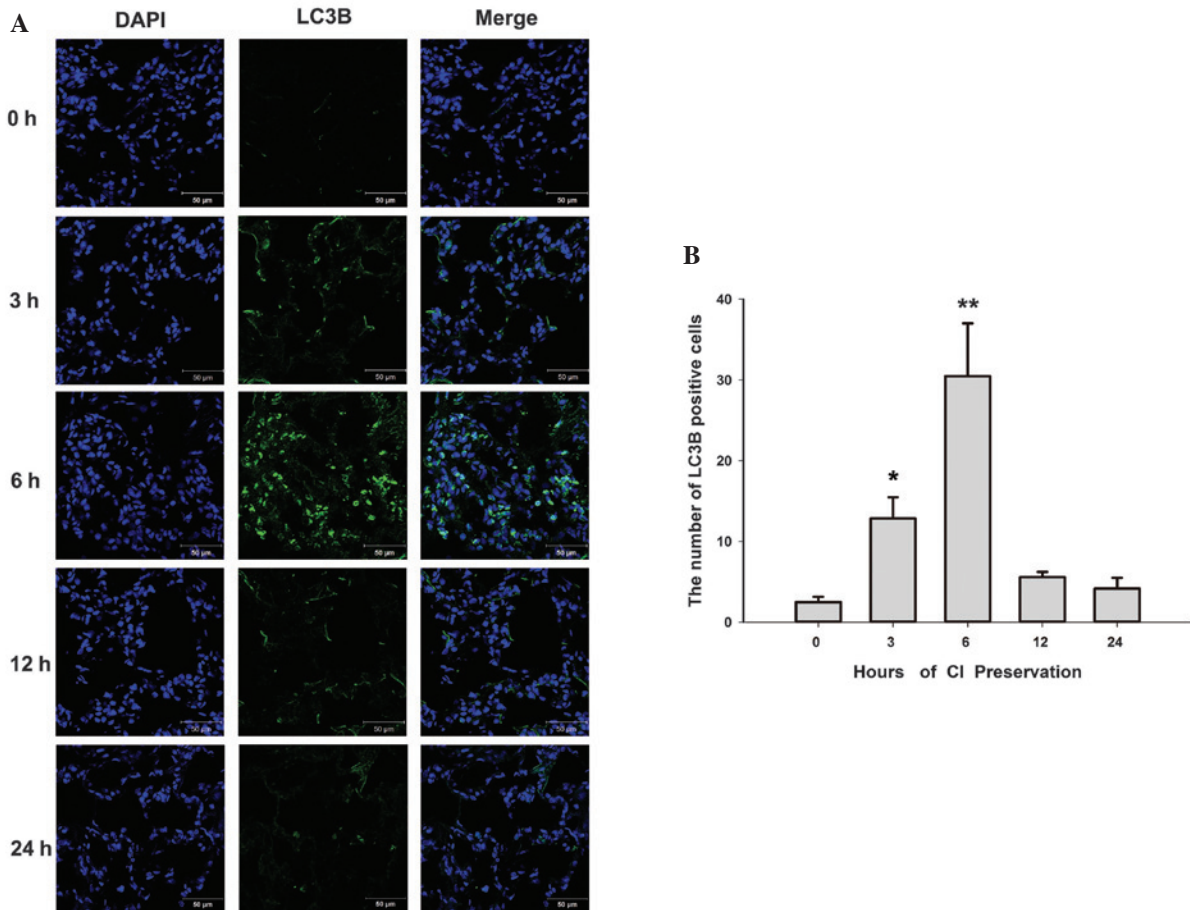 A
DAPI LC3B Merge
0 h
50 µm 50 µm 50 µm
3 h
50 µm 50 µm 50 µm
6 h
50 µm 50 µm 50 µm
12 h
50 µm 50 µm 50 µm
24 h
50 µm 50 µm 50 µm
B
The number of LC3B positive cells
40
30
20
10
0
* **
0 3 6 12 24
Hours of CI Preservation